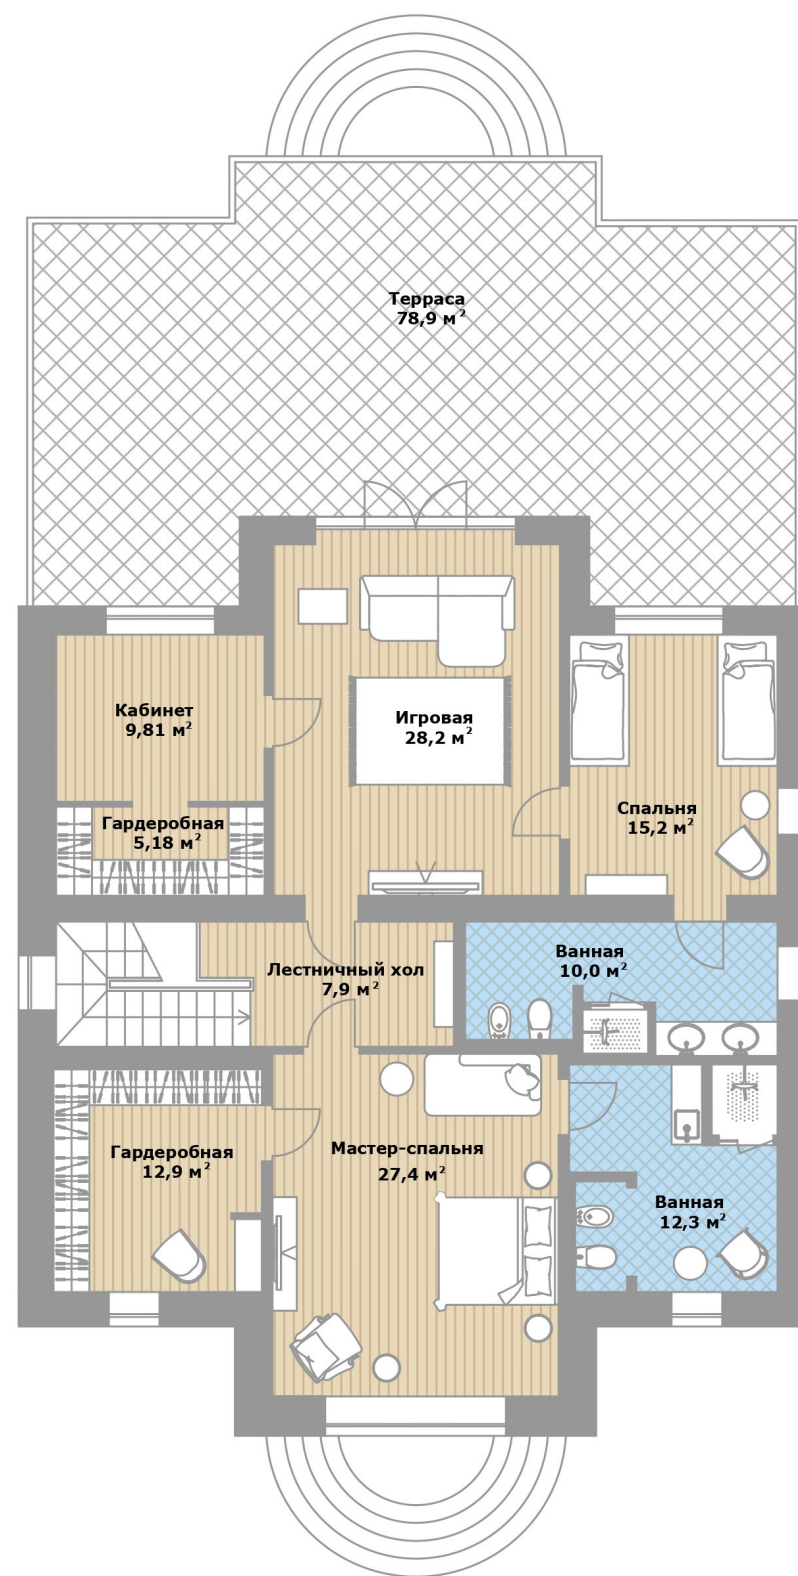 Терраса
78,9 м²
Кабинет
9,81 м²
Игровая
28,2 м²
Гардеробная
5,18 м²
Спальня
15,2 м²
Лестничный хол
7,9 м²
Ванная
10,0 м²
Гардеробная
12,9 м²
Мастер-спальня
27,4 м²
Ванная
12,3 м²